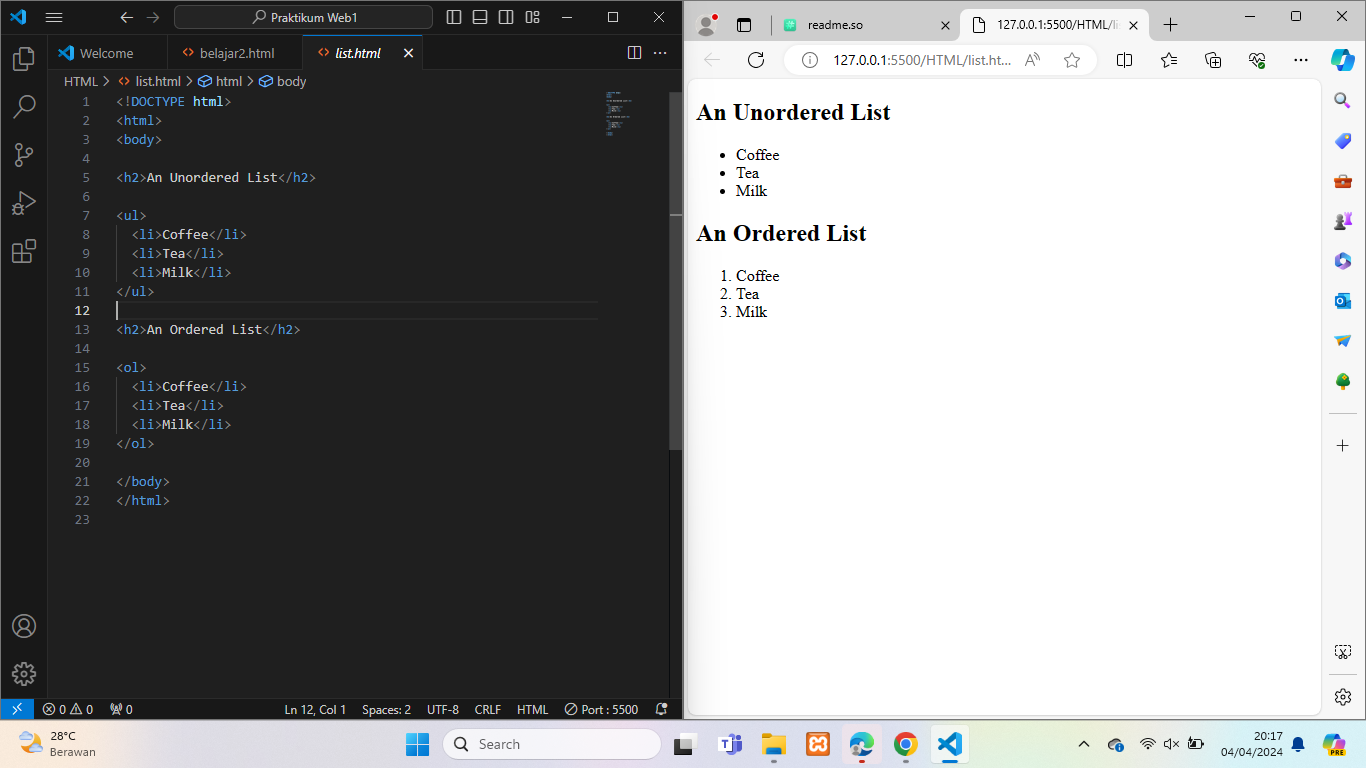 Praktikum Web1
Welcome
belajar2.html
list.html
HTML > list.html > html > body
1 <!DOCTYPE html>
2 <html>
3 <body>
4
5 <h2>An Unordered List</h2>
6
7 <ul>
8 <li>Coffee</li>
9 <li>Tea</li>
10 <li>Milk</li>
11 </ul>
12
13 <h2>An Ordered List</h2>
14
15 <ol>
16 <li>Coffee</li>
17 <li>Tea</li>
18 <li>Milk</li>
19 </ol>
20
21 </body>
22 </html>
23
0 0 0 Ln 12, Col 1 Spaces: 2 UTF-8 CRLF HTML Port : 5500
readme.so
127.0.0.1:5500/HTML/li
127.0.0.1:5500/HTML/list.ht...
An Unordered List
• Coffee
• Tea
• Milk
An Ordered List
1. Coffee
2. Tea
3. Milk
28°C
Berawan
Search
20:17
04/04/2024
PRE